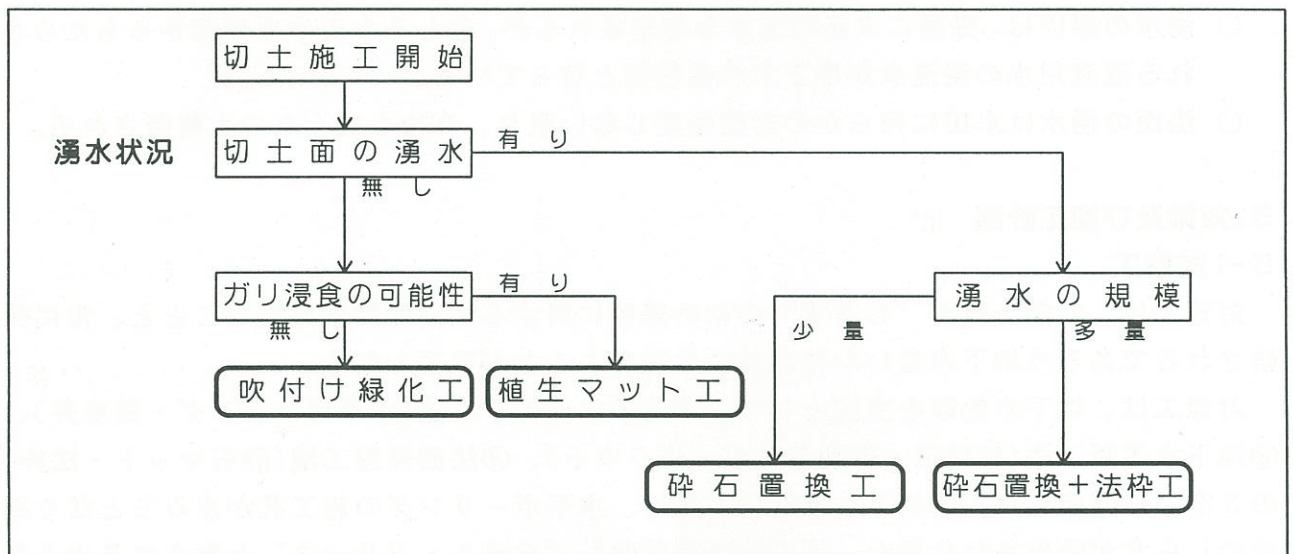 切土施工開始
湧水状況
切土面の湧水
有り
無し
ガリ浸食の可能性
有り
無し
湧水の規模
少量
多量
吹付け緑化工
植生マット工
砕石置換工
砕石置換+法枠工